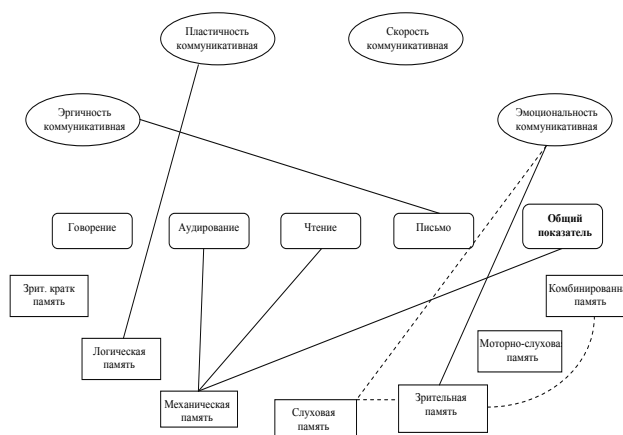 Пластичность
коммуникативная
Скорость
коммуникативная
Эргичность
коммуникативная
Эмоциональность
коммуникативная
Говорение
Аудирование
Чтение
Письмо
Общий
показатель
Зрит. кратк
память
Комбинированна
память
Логическая
память
Моторно-слухова
память
Механическая
память
Слуховая
память
Зрительная
память